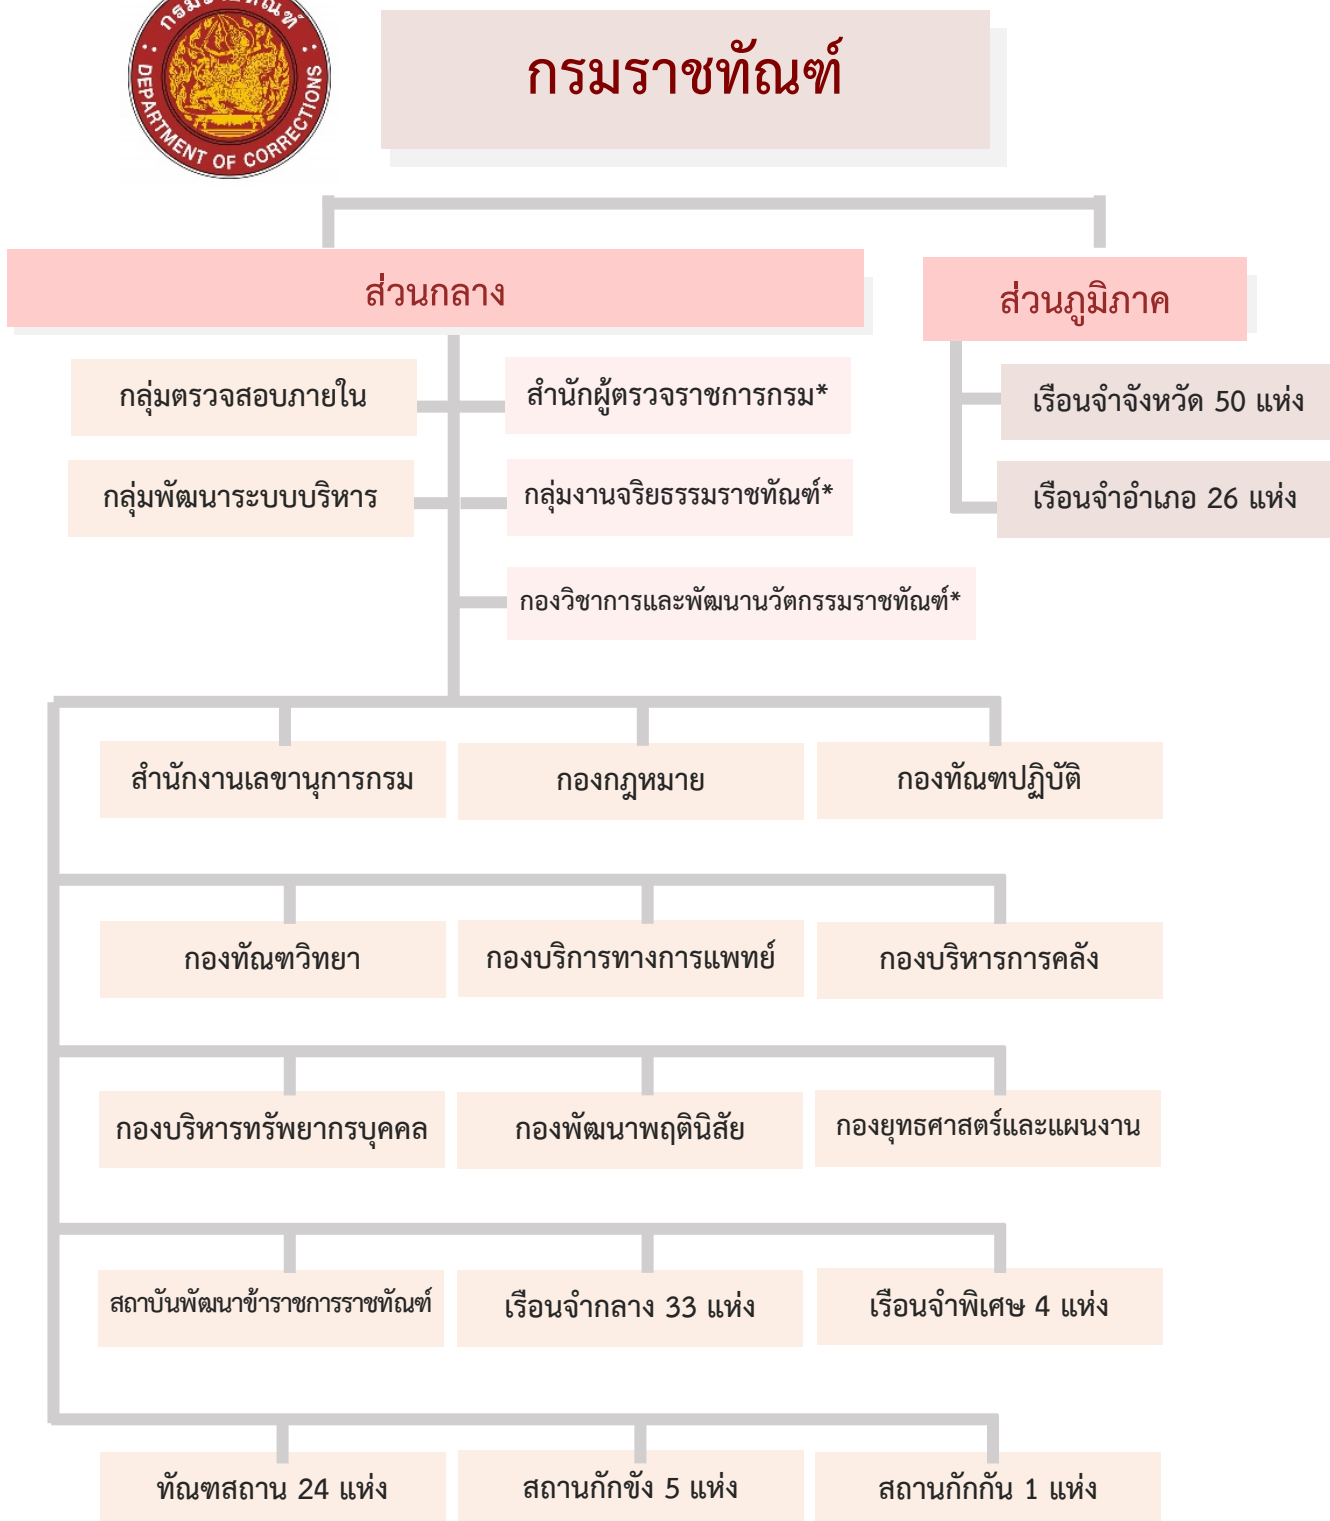 กรมราชทัณฑ์
DEPARTMENT OF CORRECTIONS
กรมราชทัณฑ์
ส่วนกลาง
ส่วนภูมิภาค
กลุ่มตรวจสอบภายใน
สำนักผู้ตรวจราชการกรม*
เรือนจำจังหวัด 50 แห่ง
กลุ่มพัฒนาระบบบริหาร
กลุ่มงานจริยธรรมราชทัณฑ์*
เรือนจำอำเภอ 26 แห่ง
กองวิชาการและพัฒนานวัตกรรมราชทัณฑ์*
สำนักงานเลขานุการกรม
กองกฎหมาย
กองทัณฑปฏิบัติ
กองทัณฑวิทยา
กองบริการทางการแพทย์
กองบริหารการคลัง
กองบริหารทรัพยากรบุคคล
กองพัฒนาพฤตินิสัย
กองยุทธศาสตร์และแผนงาน
สถาบันพัฒนาข้าราชการราชทัณฑ์
เรือนจำกลาง 33 แห่ง
เรือนจำพิเศษ 4 แห่ง
ทัณฑสถาน 24 แห่ง
สถานกักขัง 5 แห่ง
สถานกักกัน 1 แห่ง